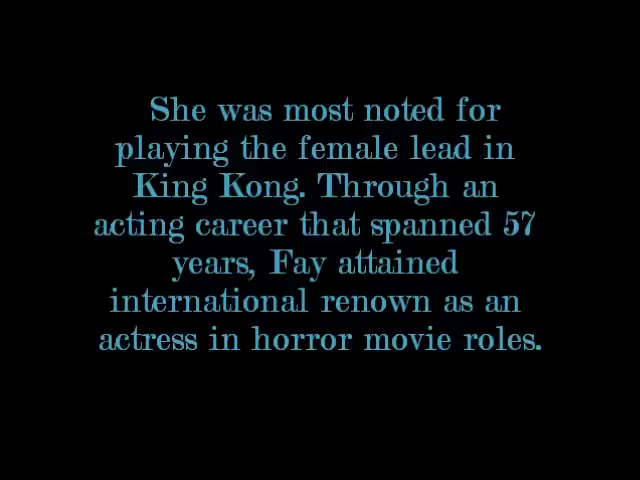 She was most noted for
playing the female lead in
King Kong. Through an
acting career that spanned 57
years, Fay attained
international renown as an
actress in horror movie roles.